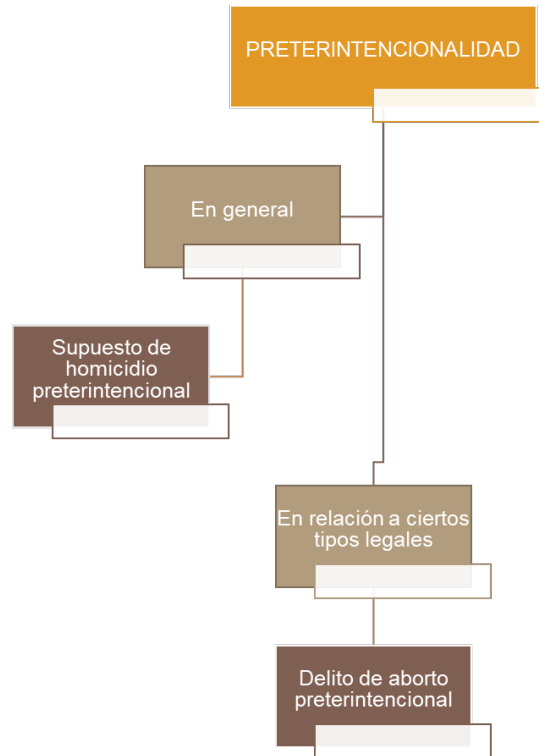 PRETERINTENCIONALIDAD
En general
Supuesto de
homicidio
preterintencional
En relación a ciertos
tipos legales
Delito de aborto
preterintencional